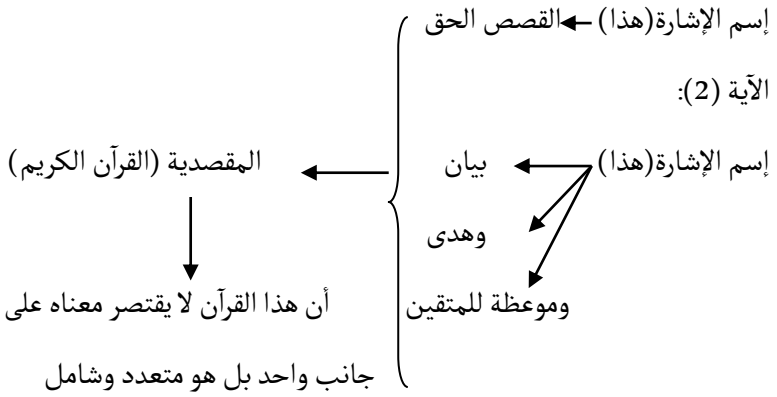 إسم الإشارة(هذا) القصص الحق
الآية (2):
إسم الإشارة(هذا) بيان المقصدية (القرآن الكريم)
وهدى
وموعظة للمتقين أن هذا القرآن لا يقتصر معناه على
جانب واحد بل هو متعدد وشامل